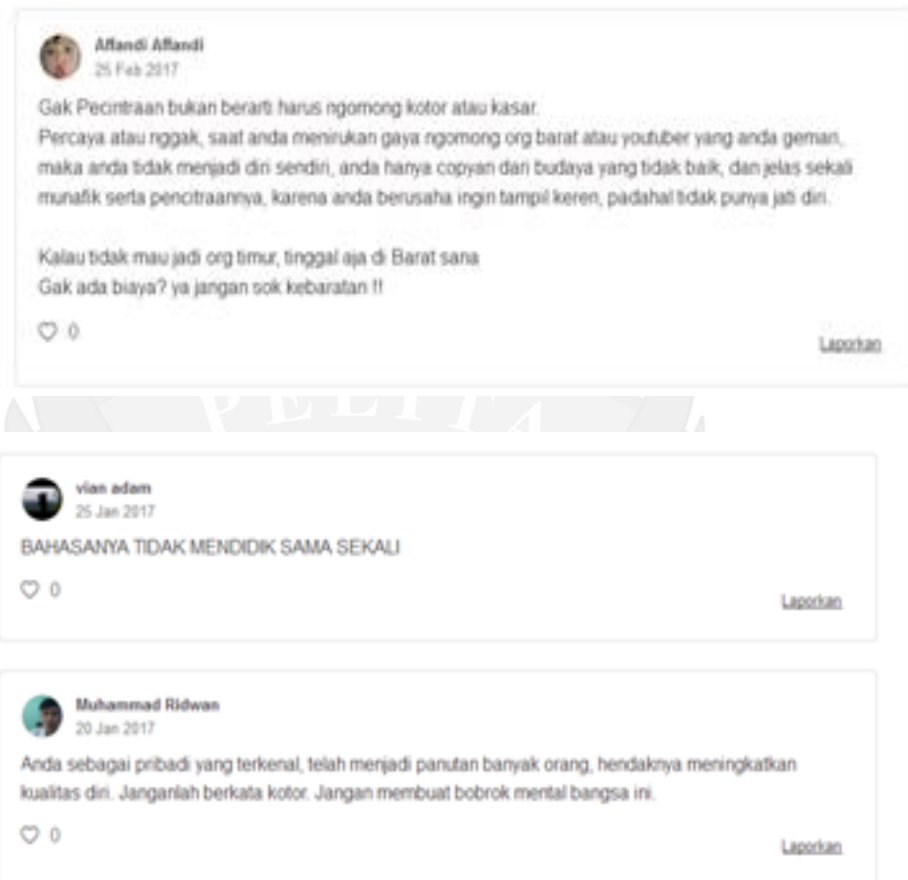 Affandi Affandi
25 Feb 2017
Gak Pecintraan bukan berarti harus ngomong kotor atau kasar.
Percaya atau nggak, saat anda menirukan gaya ngomong org barat atau youtuber yang anda gemari,
maka anda tidak menjadi diri sendiri, anda hanya copyan dari budaya yang tidak baik, dan jelas sekali
munafik serta pencitraannya, karena anda berusaha ingin tampil keren, padahal tidak punya jati diri.
Kalau tidak mau jadi org timur, tinggal aja di Barat sana
Gak ada biaya? ya jangan sok kebaratan !!
0
Laporkan
PELITA
vian adam
25 Jan 2017
BAHASANYA TIDAK MENDIDIK SAMA SEKALI
0
Laporkan
Muhammad Ridwan
20 Jan 2017
Anda sebagai pribadi yang terkenal, telah menjadi panutan banyak orang, hendaknya meningkatkan
kualitas diri. Janganlah berkata kotor. Jangan membuat bobrok mental bangsa ini.
0
Laporkan